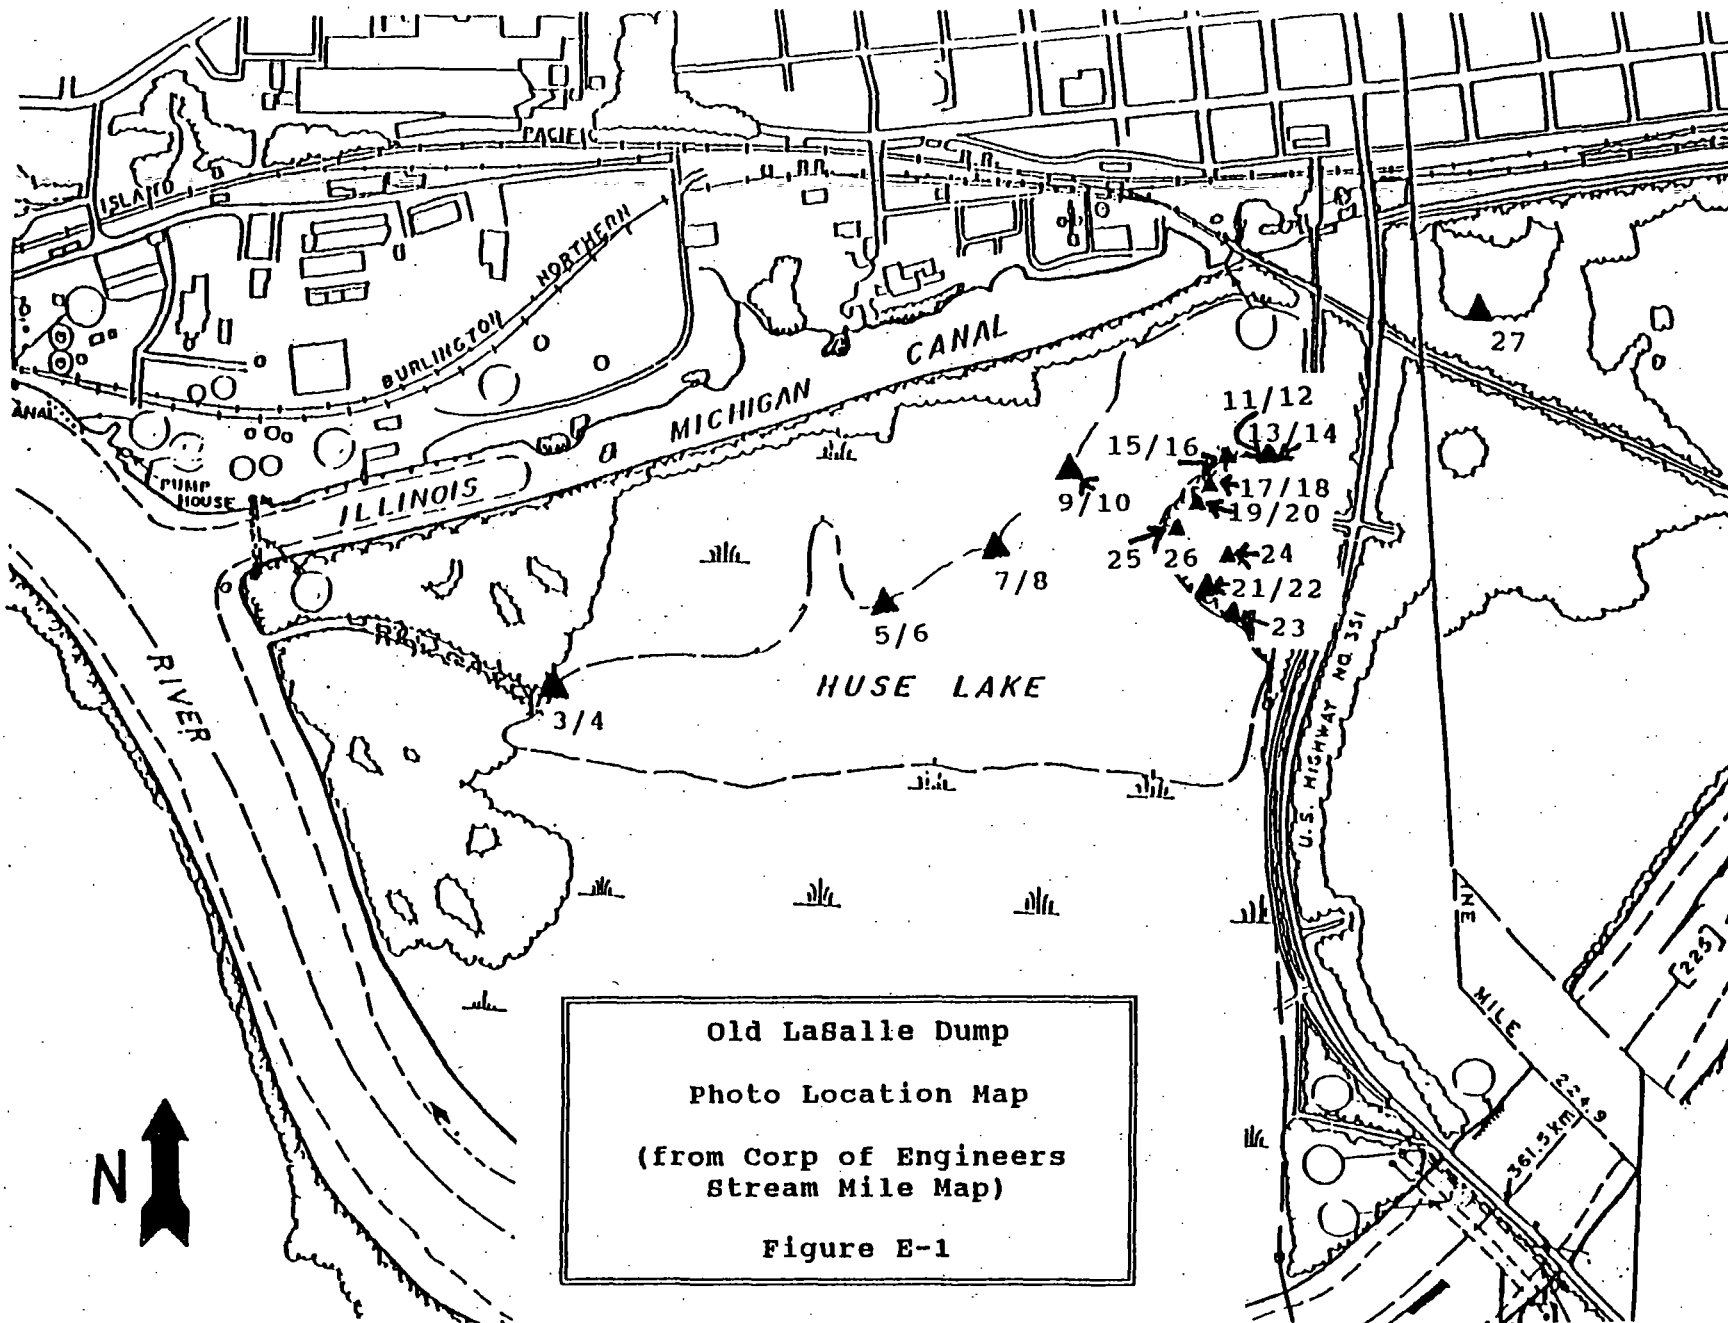 PACIFIC
R.R.
R.R.
ISLAND
NORTHERN
BURLINGTON
27
CANAL
MICHIGAN
&
ILLINOIS
PUMP
HOUSE
11/12
13/14
15/16
17/18
9/10
19/20
25
26
24
7/8
21/22
5/6
23
RIVER
HUSE LAKE
3/4
U.S. HIGHWAY NO. 351
MILE
[225]
224.9
361.5 km
N
Old LaSalle Dump
Photo Location Map
(from Corp of Engineers
Stream Mile Map)
Figure E-1